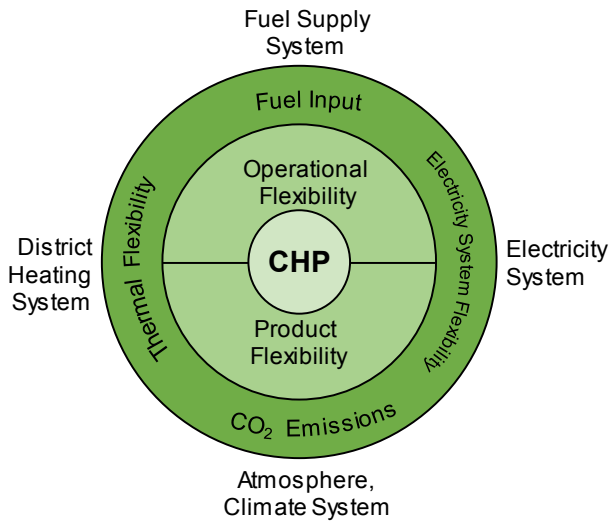 Fuel Supply
System
Fuel Input
Operational
Flexibility
Thermal Flexibility
Electricity System Flexibility
District
Heating
System
CHP
Electricity
System
Product
Flexibility
CO₂ Emissions
Atmosphere,
Climate System